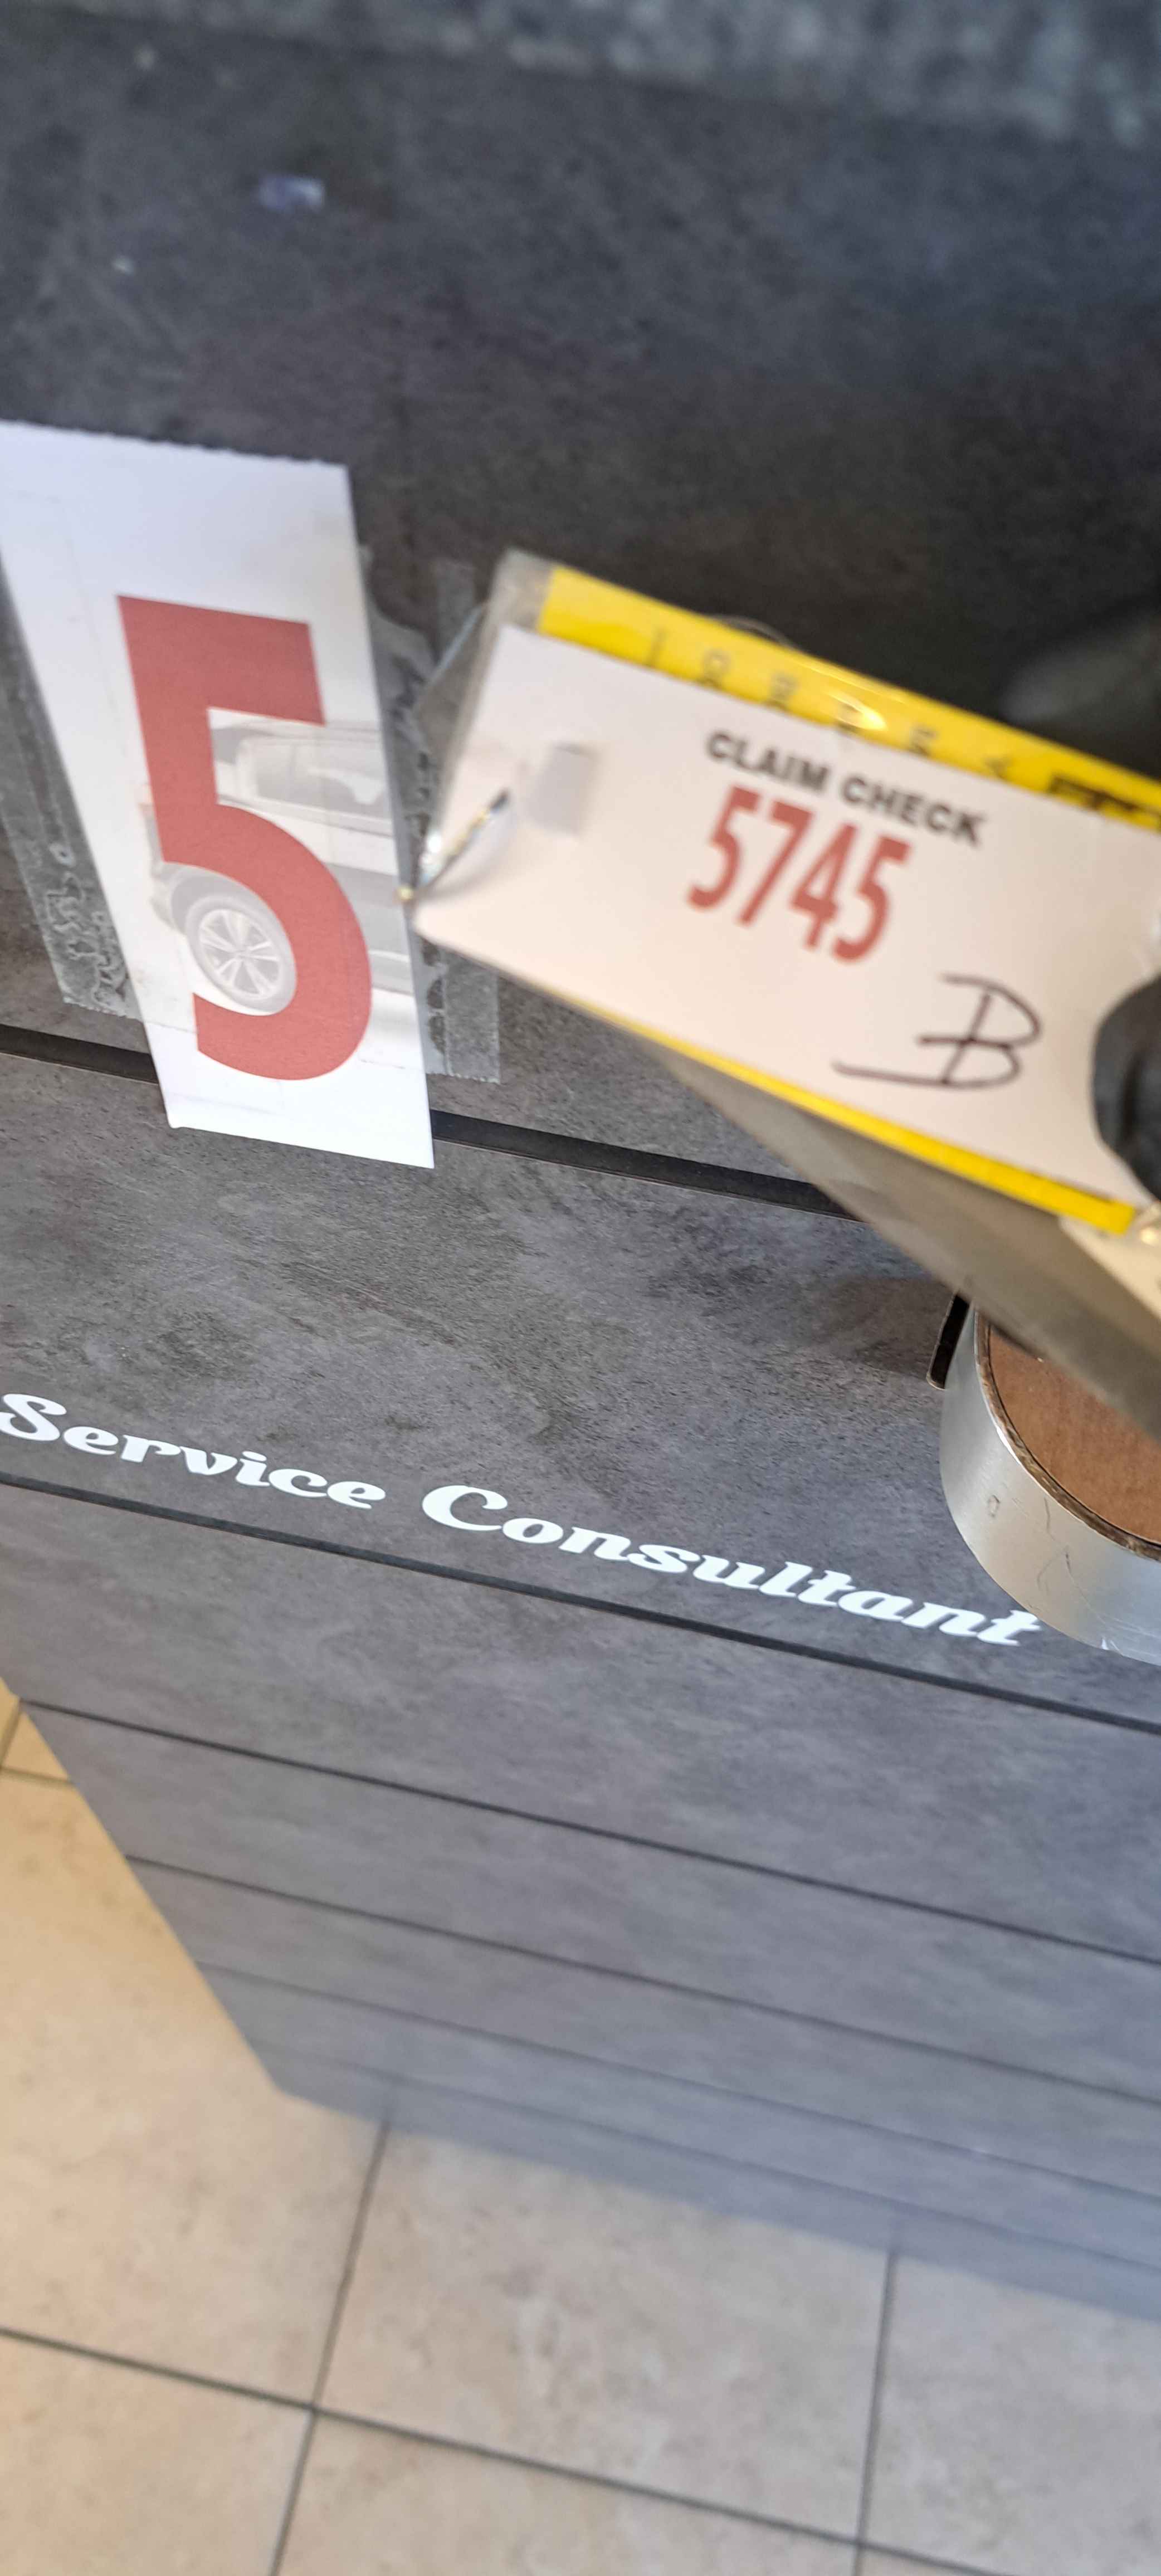 5
CLAIM CHECK
5745
B
Service Consultant